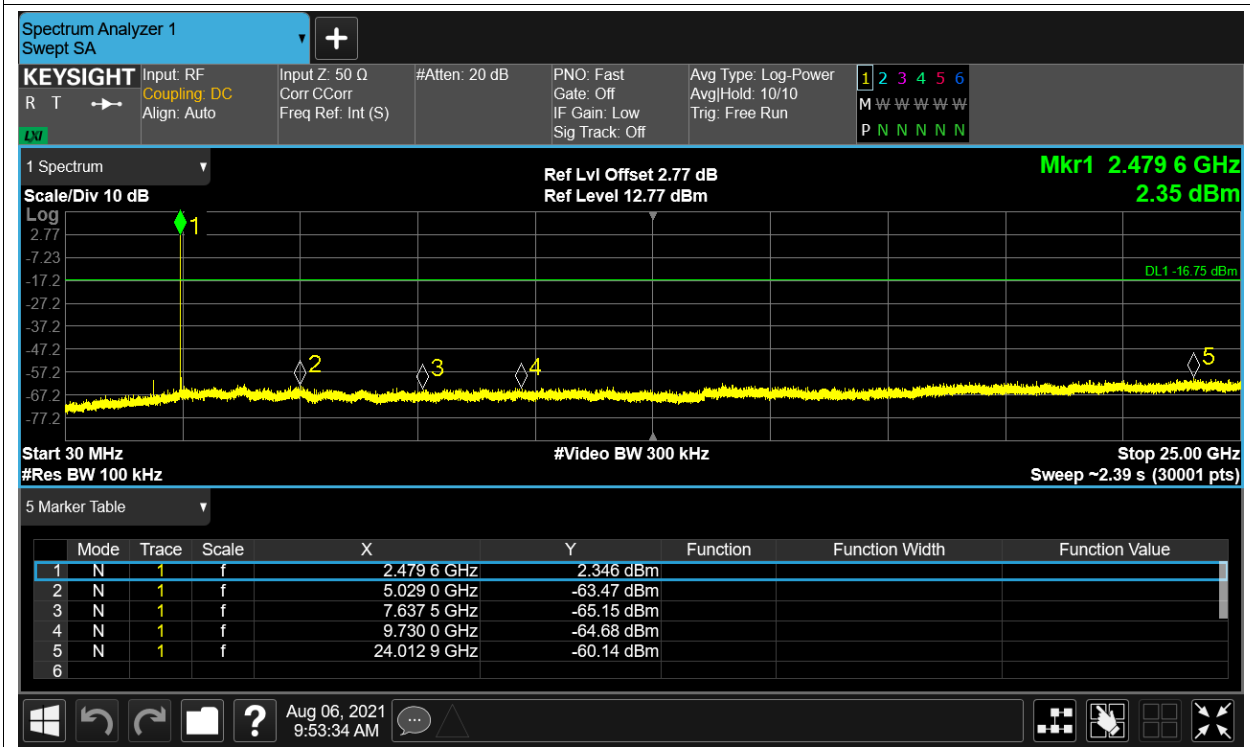 Spectrum Analyzer 1
Swept SA
+
KEYSIGHT Input: RF Input Z: 50 Ω #Atten: 20 dB PNO: Fast Avg Type: Log-Power 1 2 3 4 5 6
R T Coupling: DC Corr CCorr Gate: Off Avg|Hold: 10/10 M W W W W W
Align: Auto Freq Ref: Int (S) IF Gain: Low Trig: Free Run
LXI Sig Track: Off P N N N N N
1 Spectrum Ref Lvl Offset 2.77 dB Mkr1 2.479 6 GHz
Scale/Div 10 dB Ref Level 12.77 dBm 2.35 dBm
Log
1
2.77
-7.23
DL1 -16.75 dBm
-17.2
-27.2
-37.2
-47.2
2 3 4 5
-57.2
-67.2
-77.2
Start 30 MHz #Video BW 300 kHz Stop 25.00 GHz
#Res BW 100 kHz Sweep ~2.39 s (30001 pts)
5 Marker Table
Mode Trace Scale X Y Function Function Width Function Value
1 N 1 f 2.479 6 GHz 2.346 dBm
2 N 1 f 5.029 0 GHz -63.47 dBm
3 N 1 f 7.637 5 GHz -65.15 dBm
4 N 1 f 9.730 0 GHz -64.68 dBm
5 N 1 f 24.012 9 GHz -60.14 dBm
6
? Aug 06, 2021
9:53:34 AM